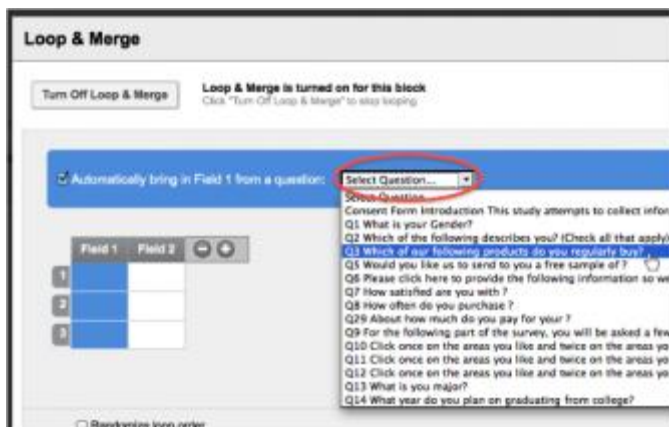 Loop & Merge
Turn Off Loop & Merge
Loop & Merge is turned on for this block
Click "Turn Off Loop & Merge" to stop looping
Automatically bring in Field 1 from a question:
Select Question...
Select Question...
Consent Form Introduction This study attempts to collect infor
Q1 What is your Gender?
Q2 Which of the following describes you? (Check all that apply)
Q3 Which of our following products do you regularly buy?
Q5 Would you like us to send to you a free sample of ?
Q6 Please click here to provide the following information so we
Q7 How satisfied are you with ?
Q8 How often do you purchase ?
Q29 About how much do you pay for your ?
Q9 For the following part of the survey, you will be asked a few
Q10 Click once on the areas you like and twice on the areas yo
Q11 Click once on the areas you like and twice on the areas yo
Q12 Click once on the areas you like and twice on the areas yo
Q13 What is you major?
Q14 What year do you plan on graduating from college?
Field 1 Field 2
1
2
3
Randomize loop order